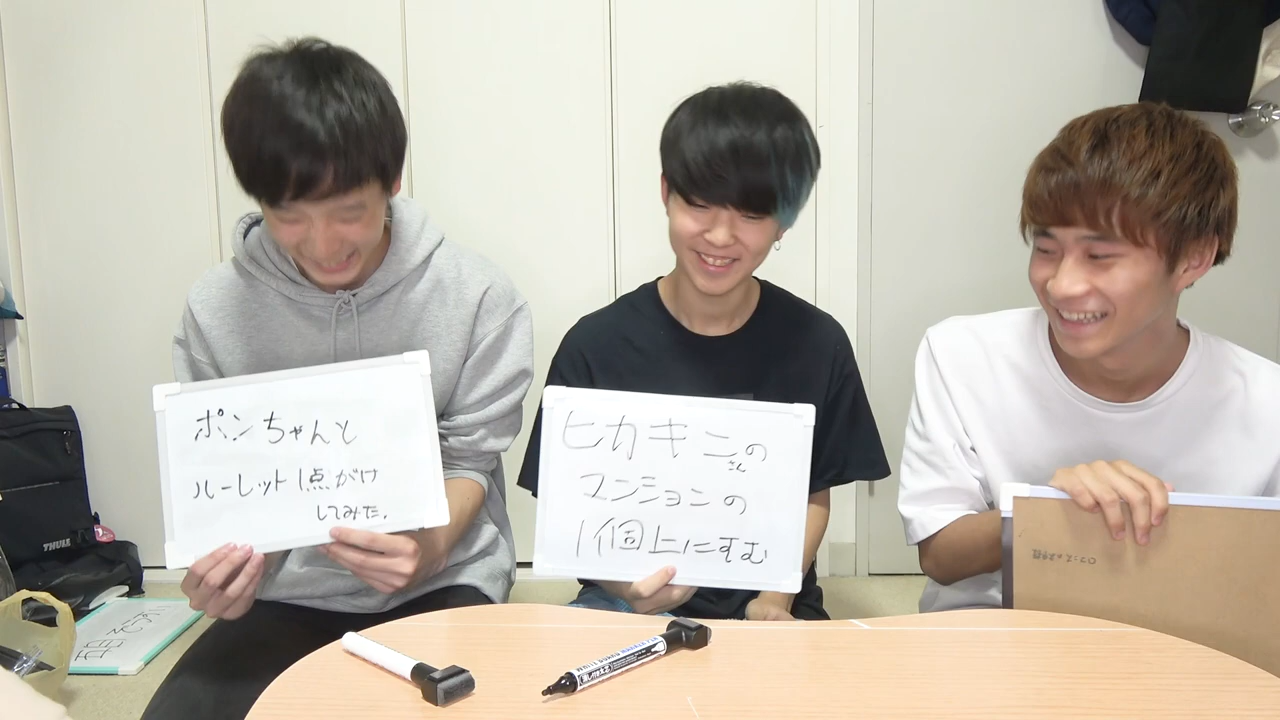 ポンちゃんと
ルーレット1点がけ
してみた.
ヒカキンの
さん
マンションの
1個上にすむ
THULE